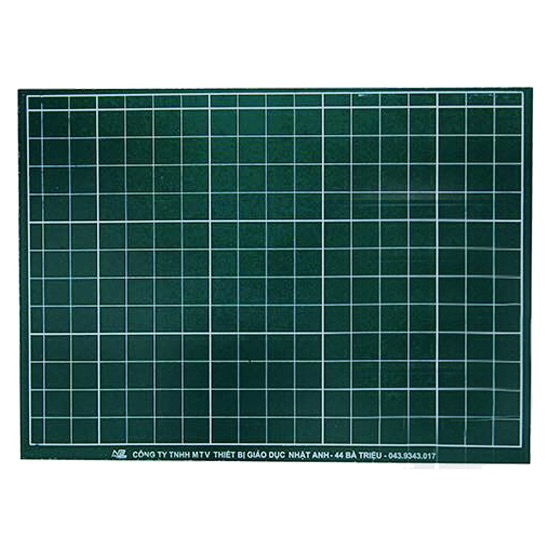 CÔNG TY TNHH MTV THIẾT BỊ GIÁO DỤC NHẬT ANH - 44 BÀ TRIỆU - 043.9343.017